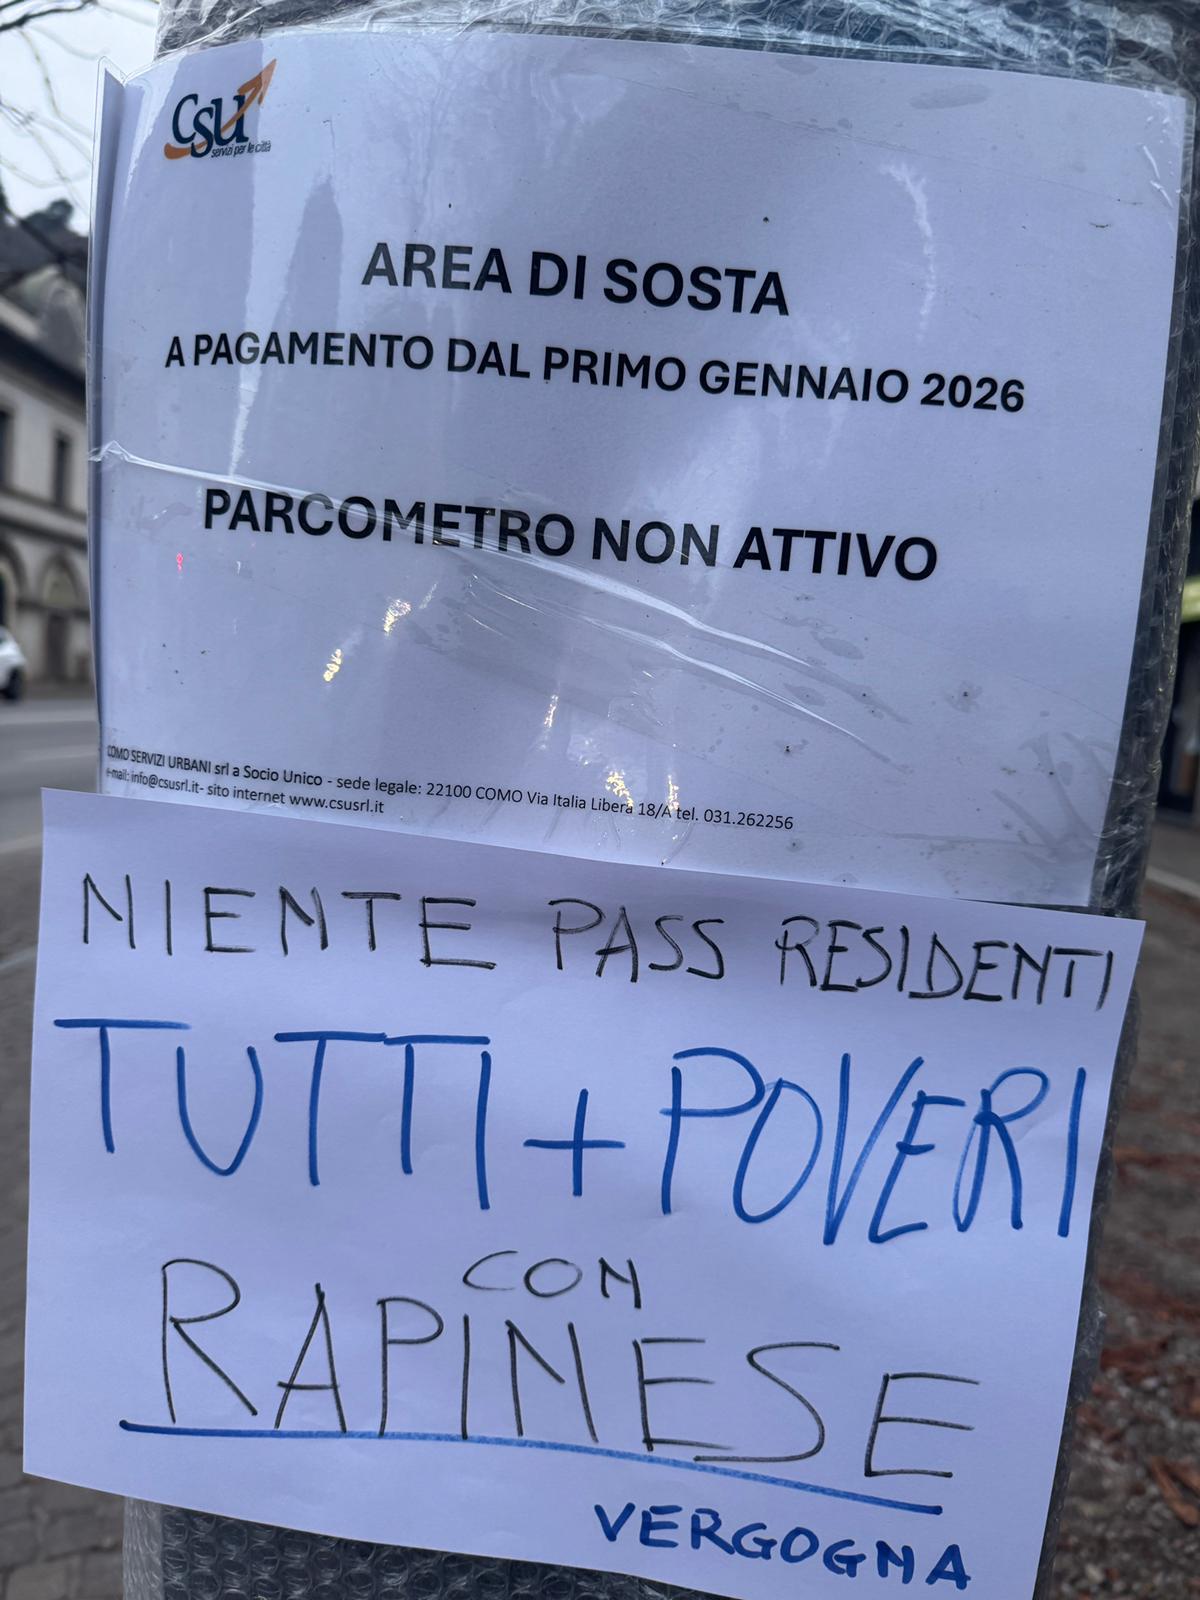 CSU
servizi per le città
AREA DI SOSTA
A PAGAMENTO DAL PRIMO GENNAIO 2026
PARCOMETRO NON ATTIVO
COMO SERVIZI URBANI srl a Socio Unico - sede legale: 22100 COMO Via Italia Libera 18/A tel. 031.262256
e-mail: info@csusrl.it- sito internet www.csusrl.it
NIENTE PASS RESIDENTI
TUTTI + POVERI
CON
RAPINESE
VERGOGNA